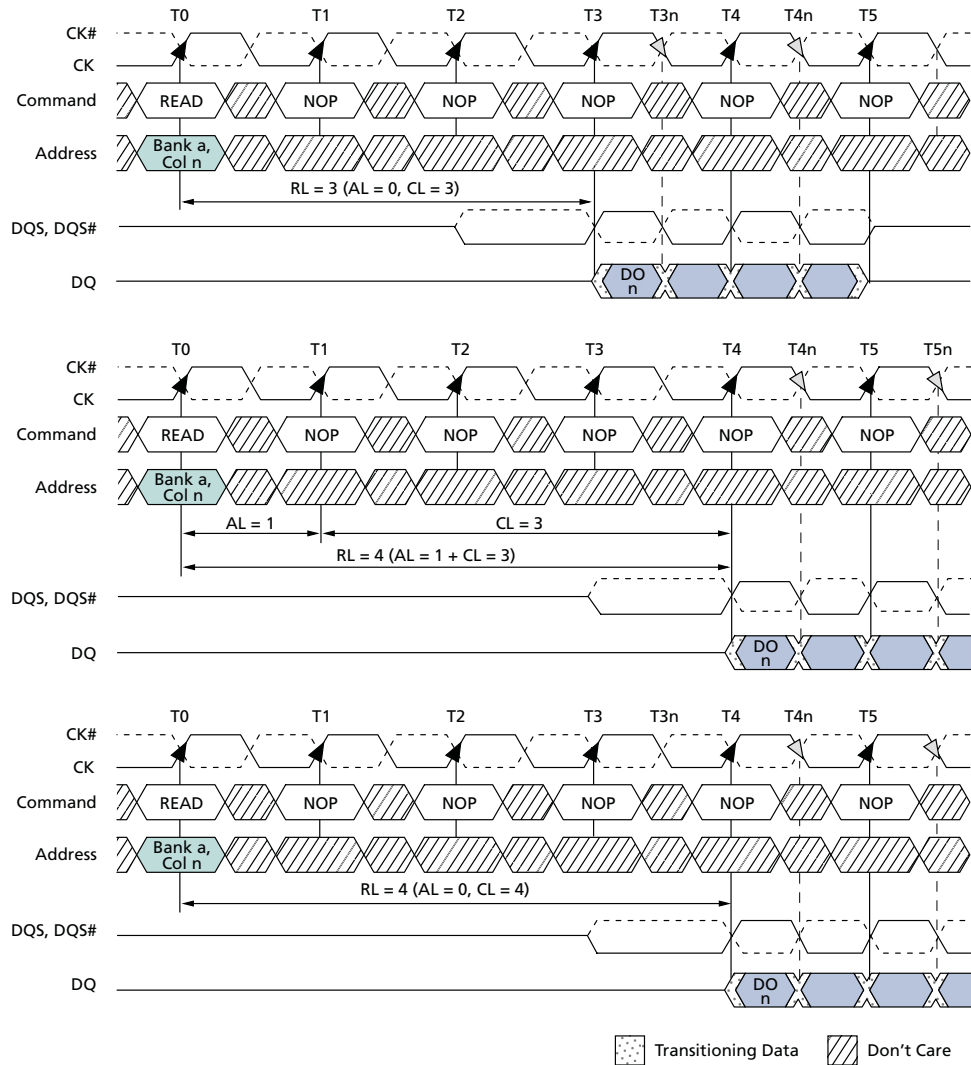 T0 T1 T2 T3 T3n T4 T4n T5
CK#
CK
Command READ NOP NOP NOP NOP NOP
Address Bank a,
Col n
RL = 3 (AL = 0, CL = 3)
DQS, DQS#
DQ DO
n
T0 T1 T2 T3 T4 T4n T5 T5n
CK#
CK
Command READ NOP NOP NOP NOP NOP
Address Bank a,
Col n
AL = 1 CL = 3
RL = 4 (AL = 1 + CL = 3)
DQS, DQS#
DQ DO
n
T0 T1 T2 T3 T3n T4 T4n T5
CK#
CK
Command READ NOP NOP NOP NOP NOP
Address Bank a,
Col n
RL = 4 (AL = 0, CL = 4)
DQS, DQS#
DQ DO
n
Transitioning Data Don't Care